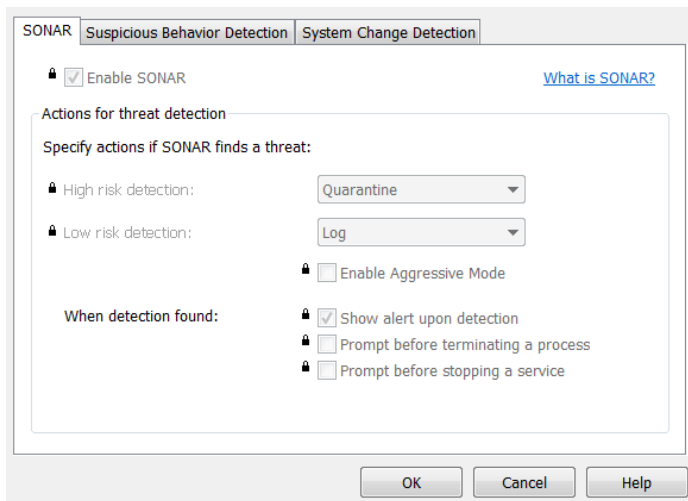 SONAR Suspicious Behavior Detection System Change Detection
Enable SONAR What is SONAR?
Actions for threat detection
Specify actions if SONAR finds a threat:
High risk detection: Quarantine
Low risk detection: Log
Enable Aggressive Mode
When detection found: Show alert upon detection
Prompt before terminating a process
Prompt before stopping a service
OK Cancel Help